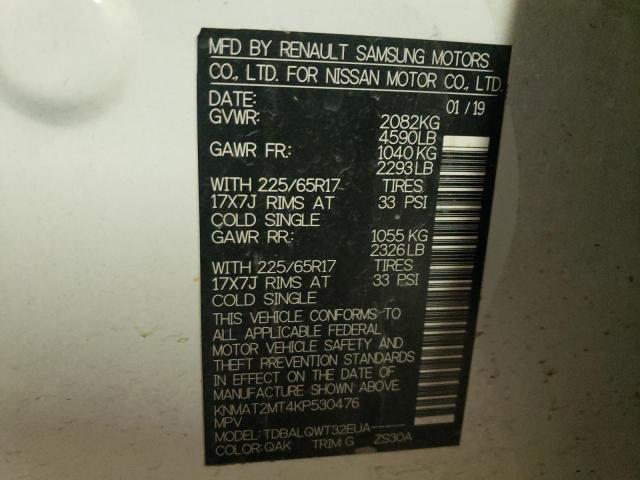 MFD BY RENAULT SAMSUNG MOTORS
CO., LTD. FOR NISSAN MOTOR CO., LTD.
DATE: 01 / 19
GVWR: 2082KG
4590LB
GAWR FR: 1040 KG
2293 LB
WITH 225/65R17 TIRES
17X7J RIMS AT 33 PSI
COLD SINGLE
GAWR RR: 1055 KG
2326 LB
WITH 225/65R17 TIRES
17X7J RIMS AT 33 PSI
COLD SINGLE
THIS VEHICLE CONFORMS TO
ALL APPLICABLE FEDERAL
MOTOR VEHICLE SAFETY AND
THEFT PREVENTION STANDARDS
IN EFFECT ON THE DATE OF
MANUFACTURE SHOWN ABOVE.
KNMAT2MT4KP530476
MPV
MODEL: TDBALQWT32EUA-----
COLOR: QAK TRIM: G ZS30A